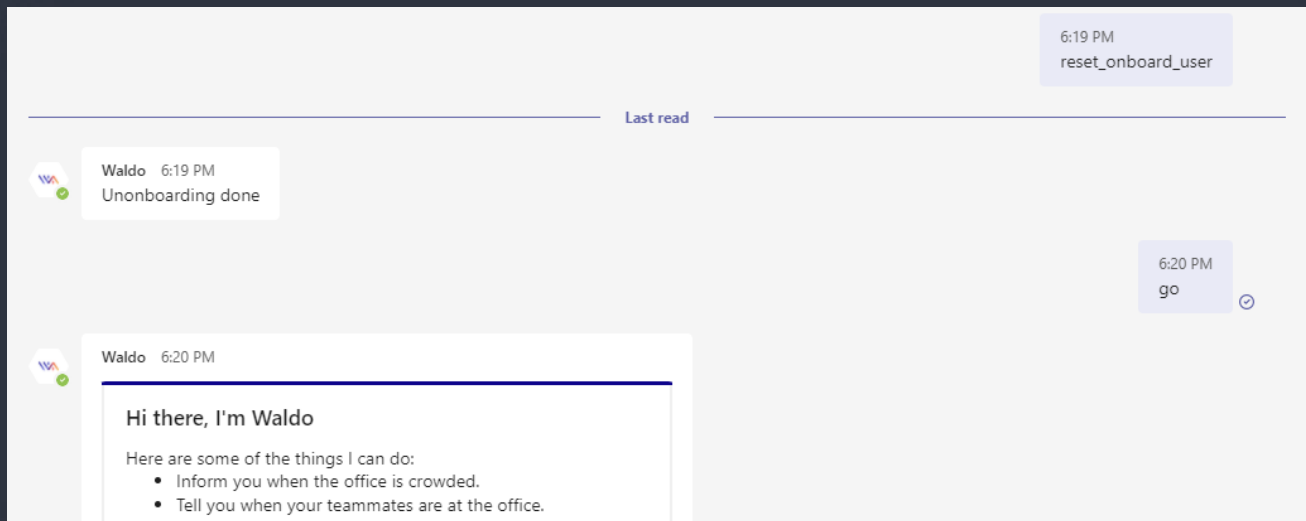 6:19 PM
reset_onboard_user
Last read
Waldo 6:19 PM
Unonboarding done
6:20 PM
go
Waldo 6:20 PM
Hi there, I'm Waldo
Here are some of the things I can do:
• Inform you when the office is crowded.
• Tell you when your teammates are at the office.